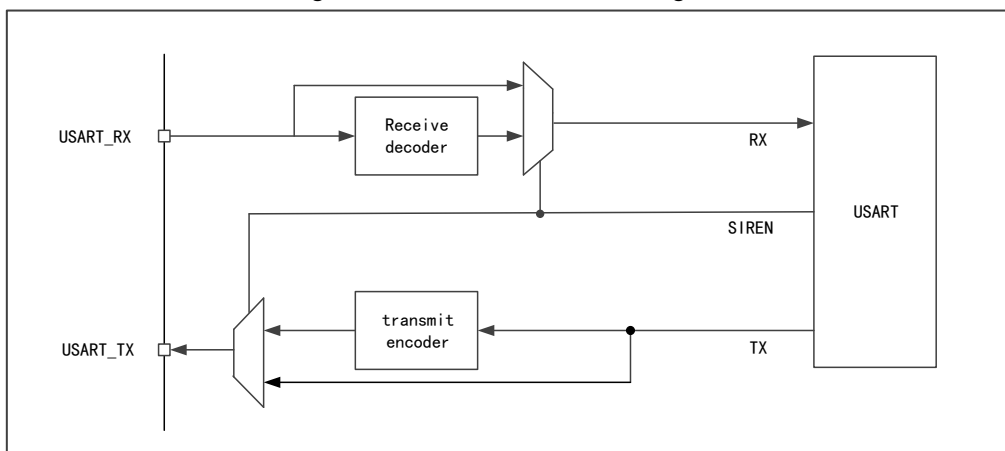 USART_RX
Receive
decoder
RX
USART
SIREN
transmit
encoder
USART_TX
TX